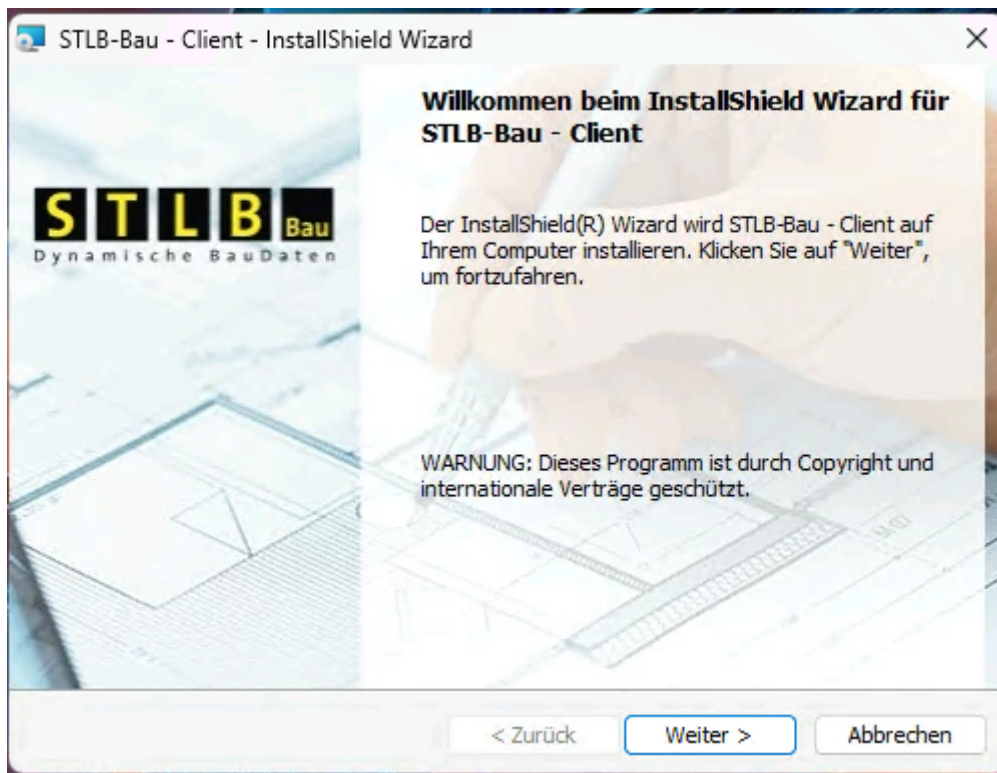 STLB-Bau - Client - InstallShield Wizard
Willkommen beim InstallShield Wizard für
STLB-Bau - Client
STLB Bau
Dynamische BauDaten
Der InstallShield(R) Wizard wird STLB-Bau - Client auf
Ihrem Computer installieren. Klicken Sie auf "Weiter",
um fortzufahren.
WARNUNG: Dieses Programm ist durch Copyright und
internationale Verträge geschützt.
< Zurück
Weiter >
Abbrechen